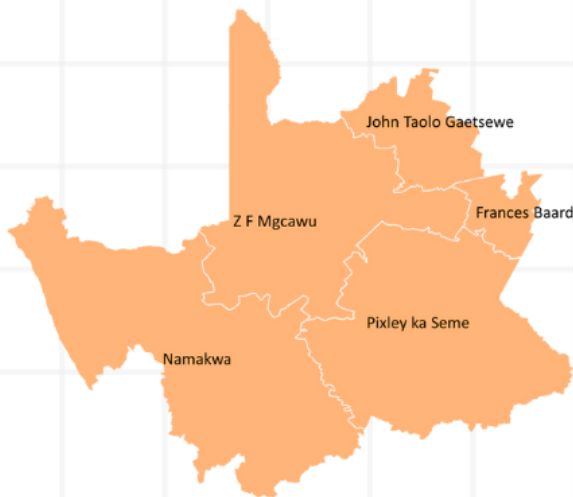 John Taolo Gaetsewe
Z F Mgcawu
Frances Baard
Pixley ka Seme
Namakwa